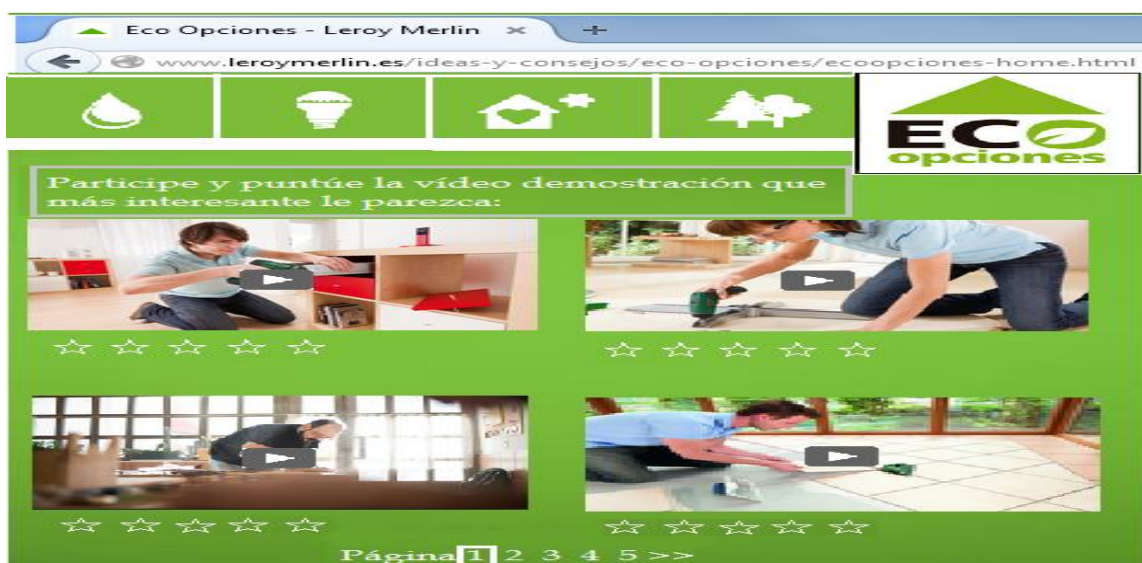 Eco Opciones - Leroy Merlin
www.leroymerlin.es/ideas-y-consejos/eco-opciones/ecoopciones-home.html
ECO
opciones
Participe y puntúe la vídeo demostración que
más interesante le parezca:
Página 1 2 3 4 5 >>